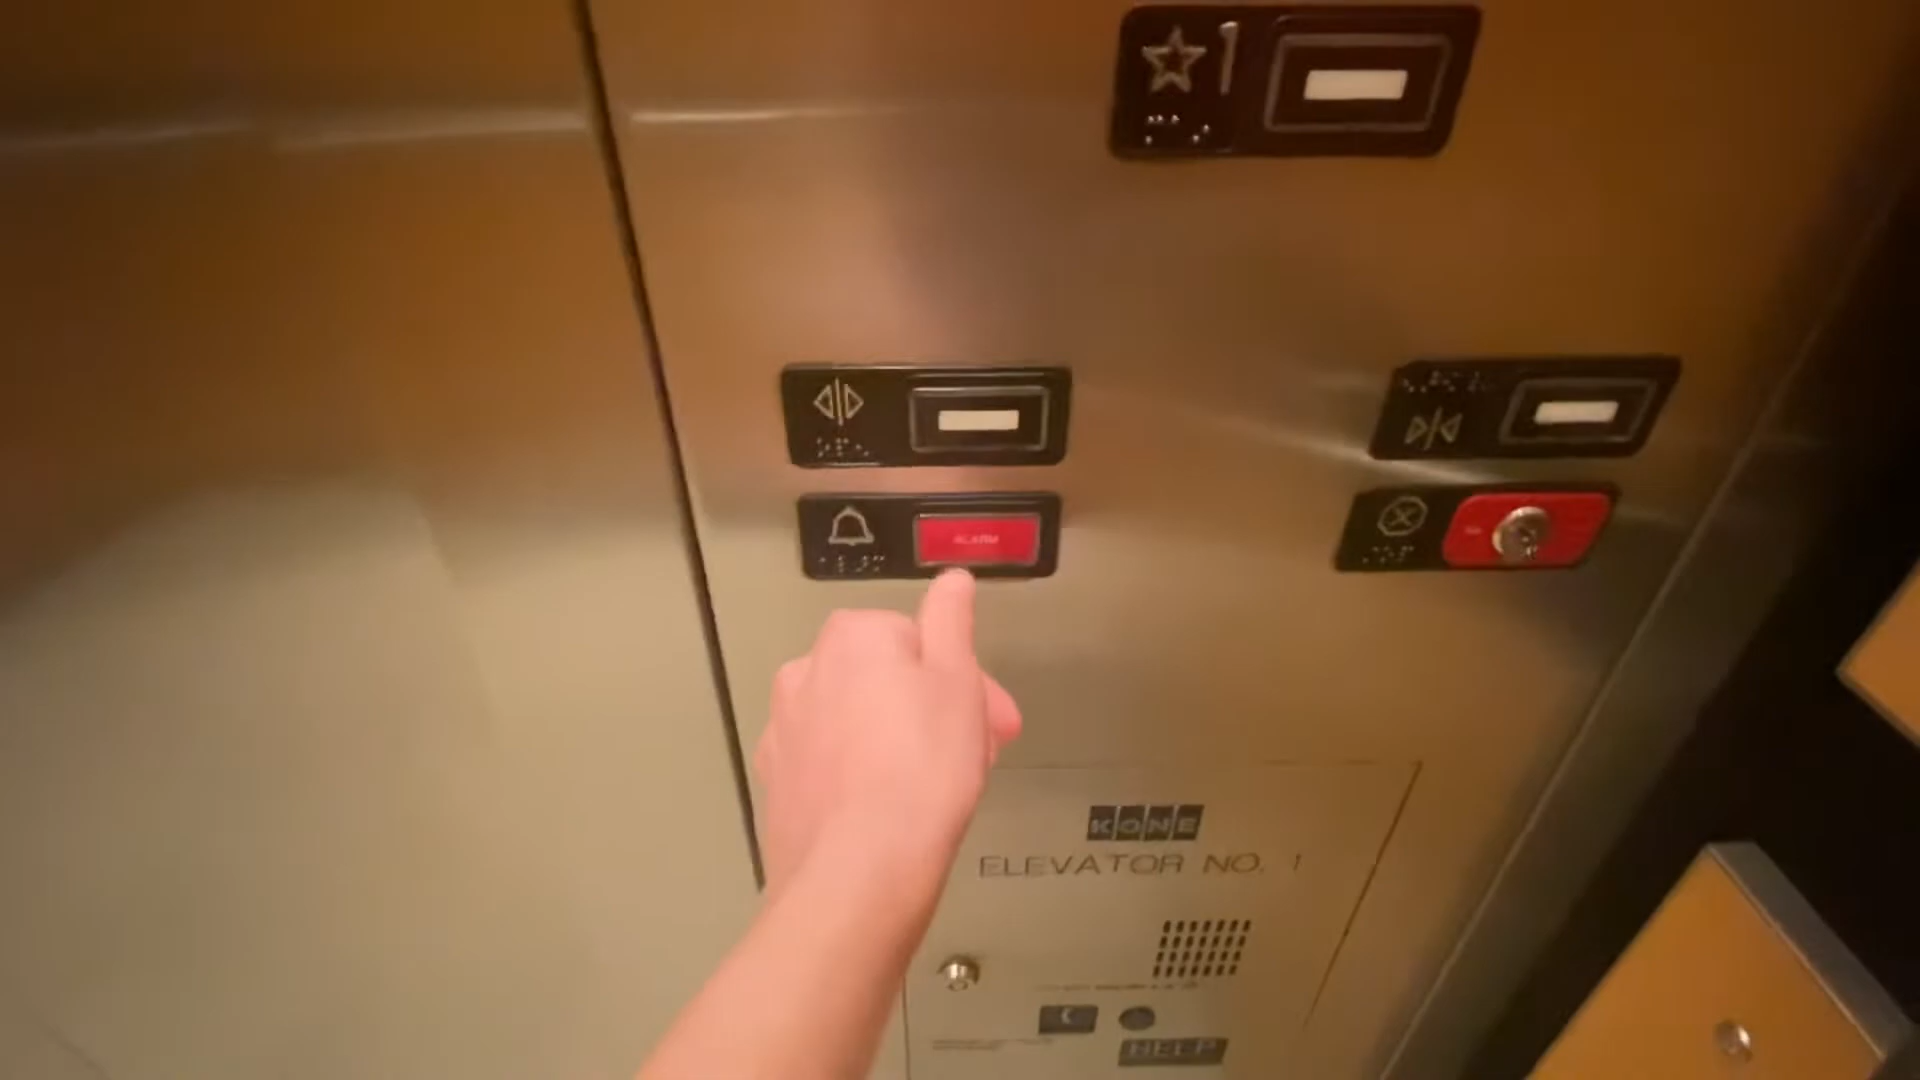 1
ALARM
KONE
ELEVATOR NO. 1
HELP